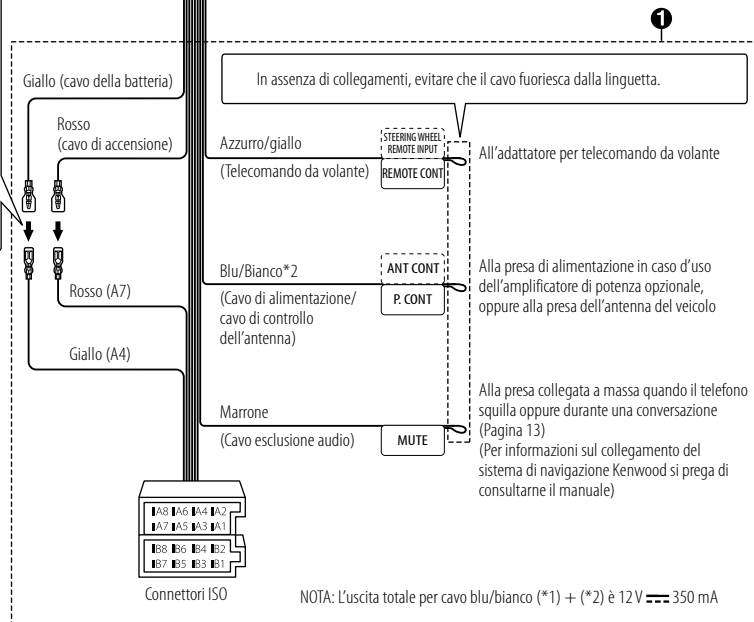 ❶
In assenza di collegamenti, evitare che il cavo fuoriesca dalla linguetta.
Giallo (cavo della batteria)
Rosso
(cavo di accensione)
Azzurro/giallo
(Telecomando da volante)
STEERING WHEEL
REMOTE INPUT
REMOTE CONT
All'adattatore per telecomando da volante
Blu/Bianco*2
(Cavo di alimentazione/
cavo di controllo
dell'antenna)
ANT CONT
P. CONT
Alla presa di alimentazione in caso d'uso
dell'amplificatore di potenza opzionale,
oppure alla presa dell'antenna del veicolo
Rosso (A7)
Giallo (A4)
Marrone
(Cavo esclusione audio)
MUTE
Alla presa collegata a massa quando il telefono
squilla oppure durante una conversazione
(Pagina 13)
(Per informazioni sul collegamento del
sistema di navigazione Kenwood si prega di
consultarne il manuale)
A8 A6 A4 A2
A7 A5 A3 A1
B8 B6 B4 B2
B7 B5 B3 B1
Connettori ISO
NOTA: L'uscita totale per cavo blu/bianco (*1) + (*2) è 12 V ⎓ 350 mA